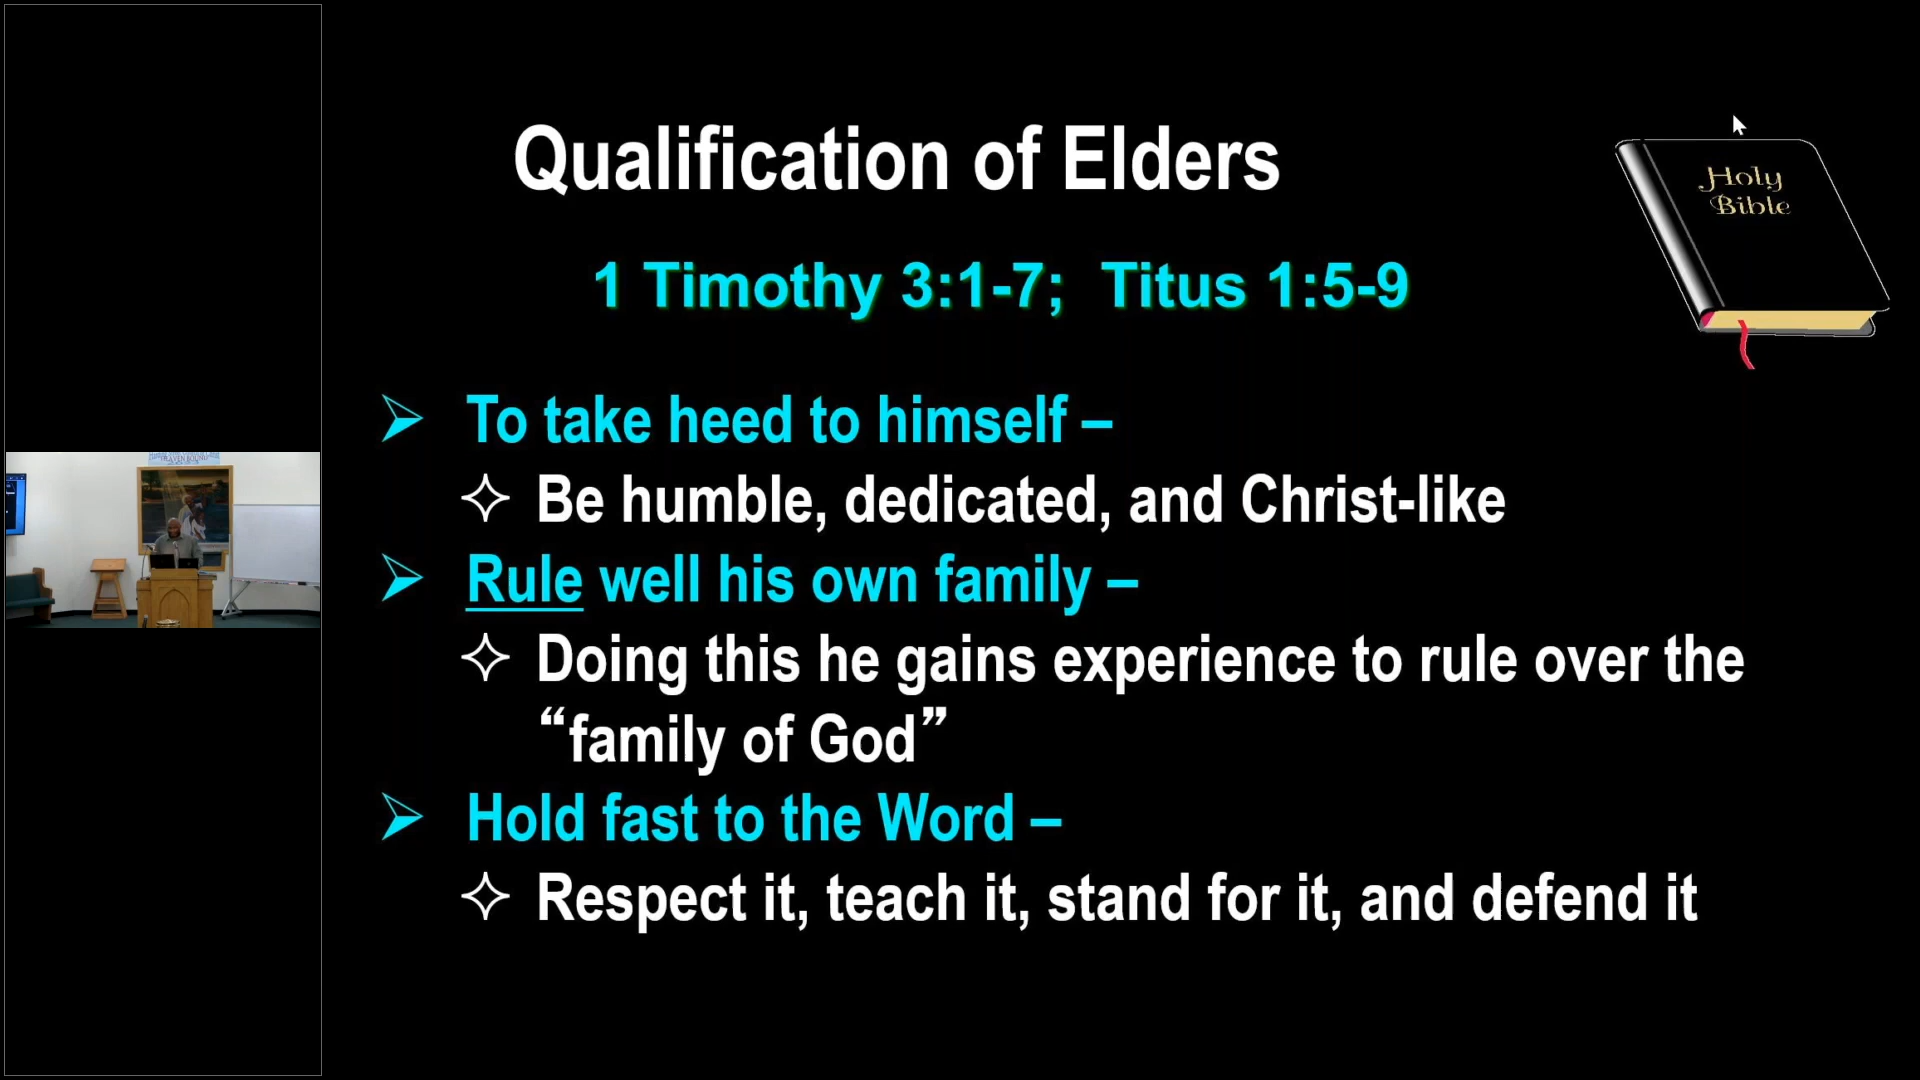 Qualification of Elders
Holy
Bible
1 Timothy 3:1-7; Titus 1:5-9
➢ To take heed to himself –
✧ Be humble, dedicated, and Christ-like
➢ Rule well his own family –
✧ Doing this he gains experience to rule over the
“family of God”
➢ Hold fast to the Word –
✧ Respect it, teach it, stand for it, and defend it